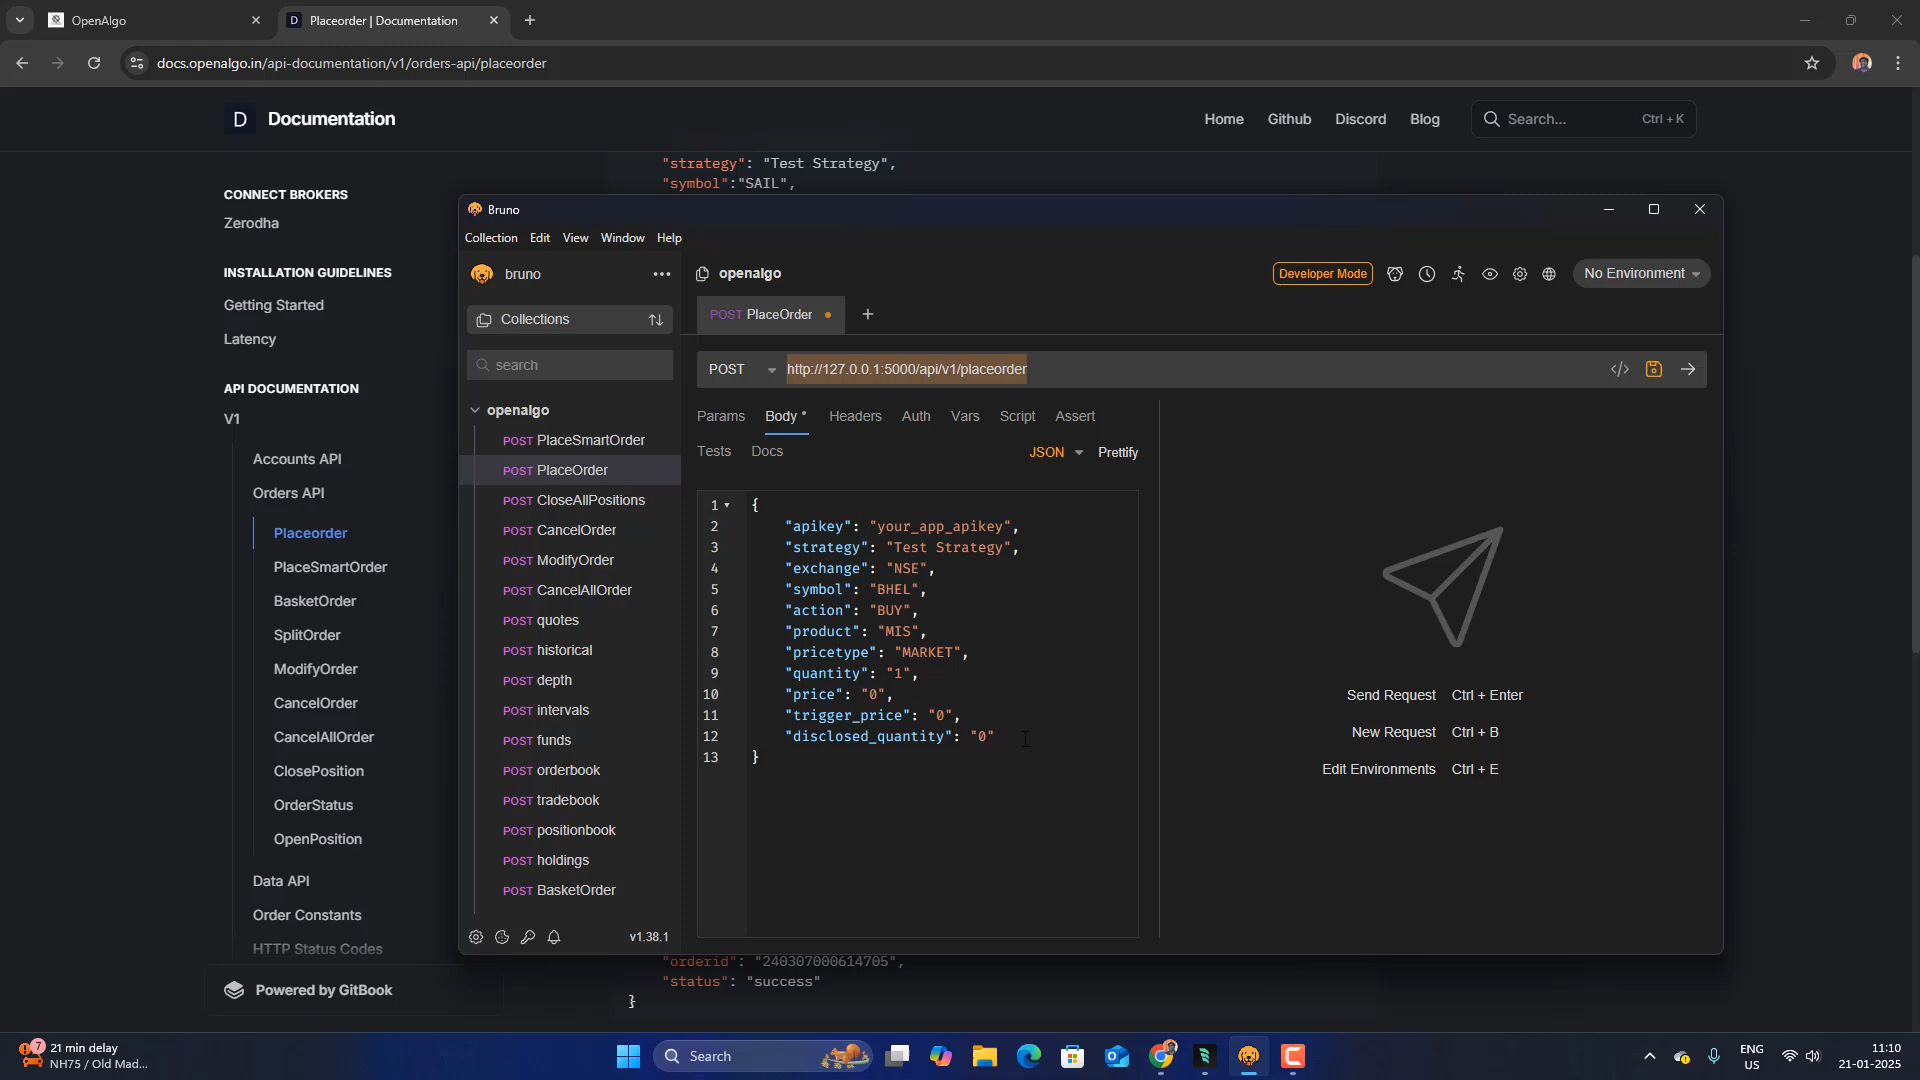 OpenAlgo
Placeorder | Documentation
docs.openalgo.in/api-documentation/v1/orders-api/placeorder
D Documentation
Home Github Discord Blog Search... Ctrl + K
CONNECT BROKERS
Zerodha
INSTALLATION GUIDELINES
Getting Started
Latency
API DOCUMENTATION
V1
Accounts API
Orders API
Placeorder
PlaceSmartOrder
BasketOrder
SplitOrder
ModifyOrder
CancelOrder
CancelAllOrder
ClosePosition
OrderStatus
OpenPosition
Data API
Order Constants
HTTP Status Codes
Powered by GitBook
"strategy": "Test Strategy",
"symbol":"SAIL",
Bruno
Collection Edit View Window Help
bruno
Collections
search
openalgo
POST PlaceSmartOrder
POST PlaceOrder
POST CloseAllPositions
POST CancelOrder
POST ModifyOrder
POST CancelAllOrder
POST quotes
POST historical
POST depth
POST intervals
POST funds
POST orderbook
POST tradebook
POST positionbook
POST holdings
POST BasketOrder
v1.38.1
openalgo
Developer Mode
No Environment
POST PlaceOrder
POST http://127.0.0.1:5000/api/v1/placeorder
Params Body Headers Auth Vars Script Assert
Tests Docs JSON Prettify
1 {
2 "apikey": "your_app_apikey",
3 "strategy": "Test Strategy",
4 "exchange": "NSE",
5 "symbol": "BHEL",
6 "action": "BUY",
7 "product": "MIS",
8 "pricetype": "MARKET",
9 "quantity": "1",
10 "price": "0",
11 "trigger_price": "0",
12 "disclosed_quantity": "0"
13 }
Send Request Ctrl + Enter
New Request Ctrl + B
Edit Environments Ctrl + E
"orderid": "240307000614705",
"status": "success"
}
7
21 min delay
NH75 / Old Mad...
Search
ENG
US
11:10
21-01-2025